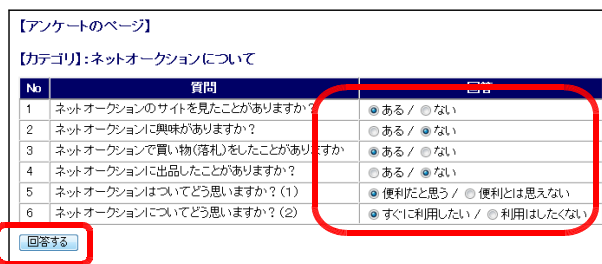 【アンケートのページ】
【カテゴリ】:ネットオークションについて
No 質問 回答
1 ネットオークションのサイトを見たことがありますか? ある / ない
2 ネットオークションに興味がありますか? ある / ない
3 ネットオークションで買い物(落札)をしたことがありますか ある / ない
4 ネットオークションに出品したことがありますか? ある / ない
5 ネットオークションはついてどう思いますか?(1) 便利だと思う / 便利とは思えない
6 ネットオークションについてどう思いますか?(2) すぐに利用したい / 利用はしたくない
回答する